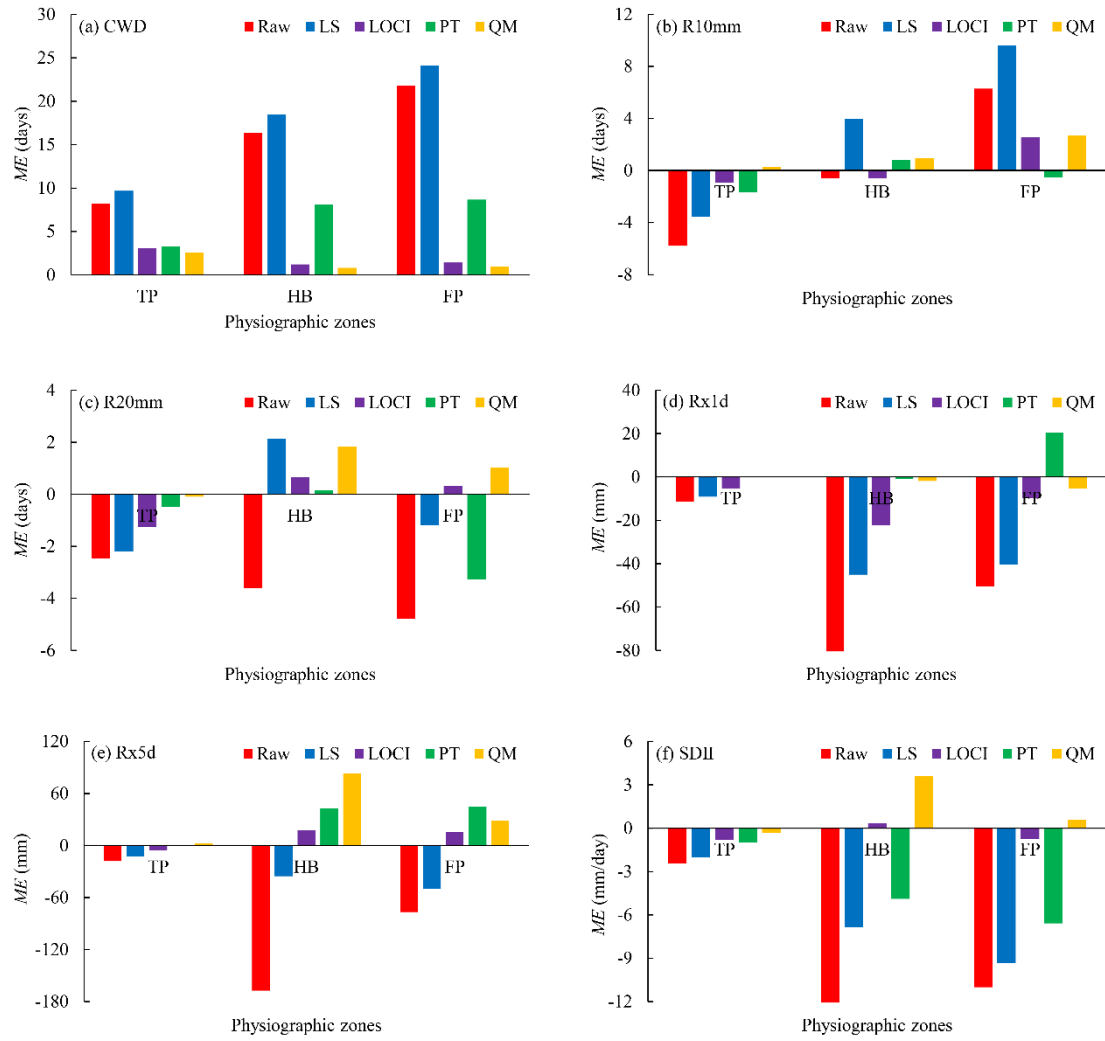 (a) CWD
Raw LS LOCI PT QM
30
25
20
15
10
5
0
ME (days)
TP HB FP
Physiographic zones
(b) R10mm
Raw LS LOCI PT QM
12
8
4
0
-4
-8
ME (days)
TP HB FP
Physiographic zones
(c) R20mm
Raw LS LOCI PT QM
4
2
0
-2
-4
-6
ME (days)
TP HB FP
Physiographic zones
(d) Rx1d
Raw LS LOCI PT QM
40
20
0
-20
-40
-60
-80
ME (mm)
TP HB FP
Physiographic zones
(e) Rx5d
Raw LS LOCI PT QM
120
60
0
-60
-120
-180
ME (mm)
TP HB FP
Physiographic zones
(f) SDII
Raw LS LOCI PT QM
6
3
0
-3
-6
-9
-12
ME (mm/day)
TP HB FP
Physiographic zones